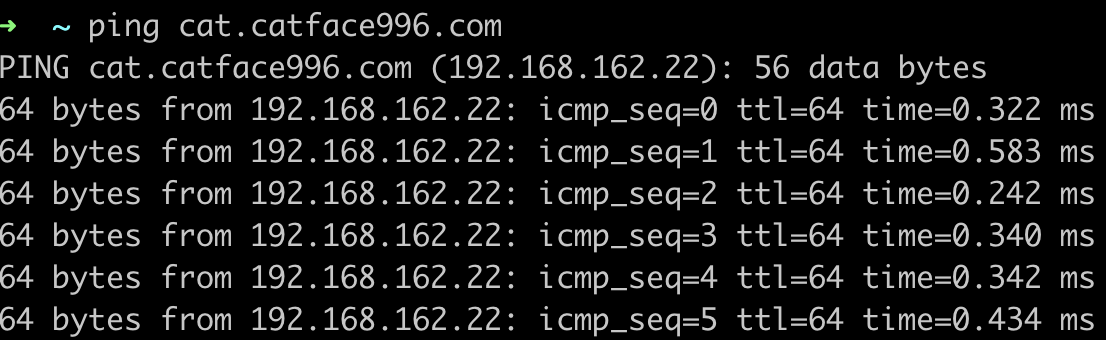 ➜  ~ ping cat.catface996.com
PING cat.catface996.com (192.168.162.22): 56 data bytes
64 bytes from 192.168.162.22: icmp_seq=0 ttl=64 time=0.322 ms
64 bytes from 192.168.162.22: icmp_seq=1 ttl=64 time=0.583 ms
64 bytes from 192.168.162.22: icmp_seq=2 ttl=64 time=0.242 ms
64 bytes from 192.168.162.22: icmp_seq=3 ttl=64 time=0.340 ms
64 bytes from 192.168.162.22: icmp_seq=4 ttl=64 time=0.342 ms
64 bytes from 192.168.162.22: icmp_seq=5 ttl=64 time=0.434 ms